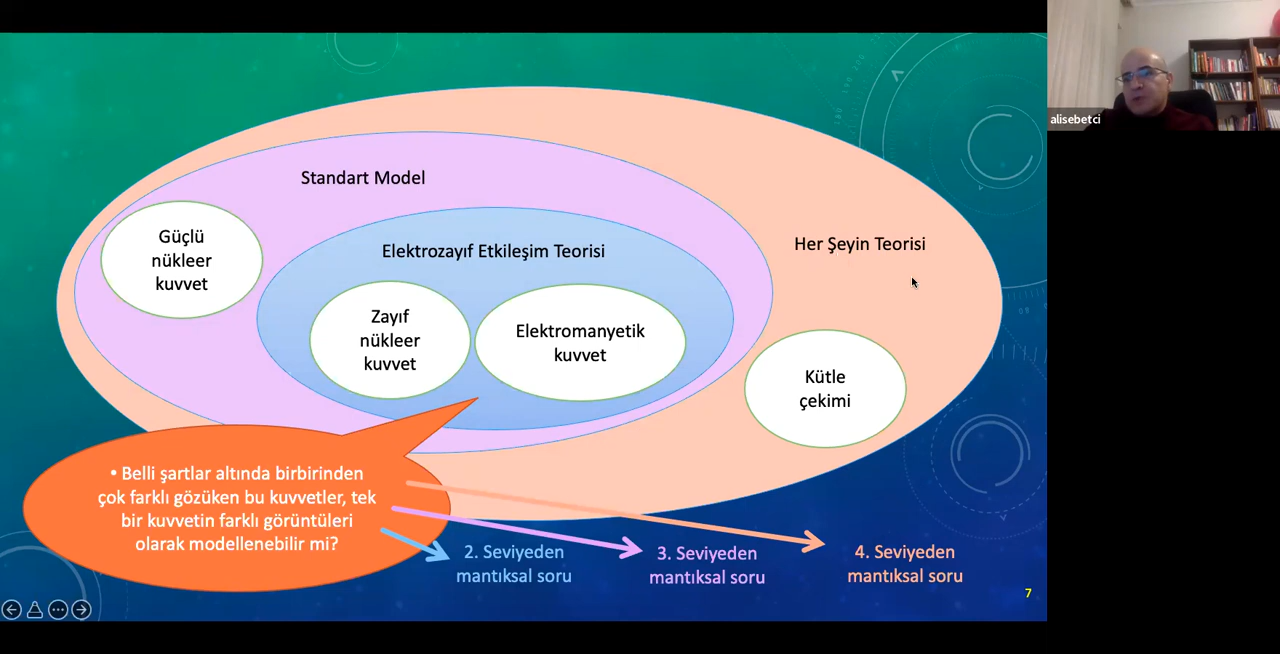 alisebetci
Standart Model
Güçlü
nükleer
kuvvet
Elektrozayıf Etkileşim Teorisi
Her Şeyin Teorisi
Zayıf
nükleer
kuvvet
Elektromanyetik
kuvvet
Kütle
çekimi
• Belli şartlar altında birbirinden
çok farklı gözüken bu kuvvetler, tek
bir kuvvetin farklı görüntüleri
olarak modellenebilir mi?
2. Seviyeden
mantıksal soru
3. Seviyeden
mantıksal soru
4. Seviyeden
mantıksal soru
7